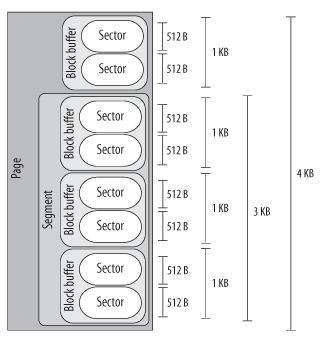 Page
Segment
Block buffer
Sector
512 B
Sector
512 B
1 KB
Block buffer
Sector
512 B
Sector
512 B
1 KB
Block buffer
Sector
512 B
Sector
512 B
1 KB
Block buffer
Sector
512 B
Sector
512 B
1 KB
3 KB
4 KB